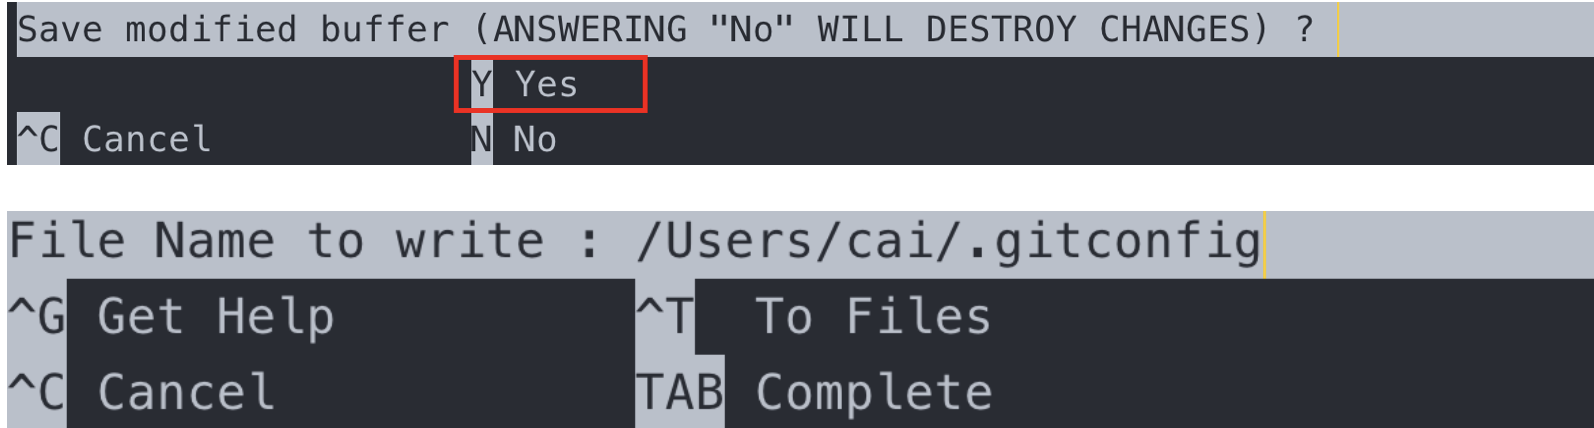 Save modified buffer (ANSWERING "No" WILL DESTROY CHANGES) ?
Y Yes
^C Cancel N No
File Name to write : /Users/cai/.gitconfig
^G Get Help ^T To Files
^C Cancel TAB Complete